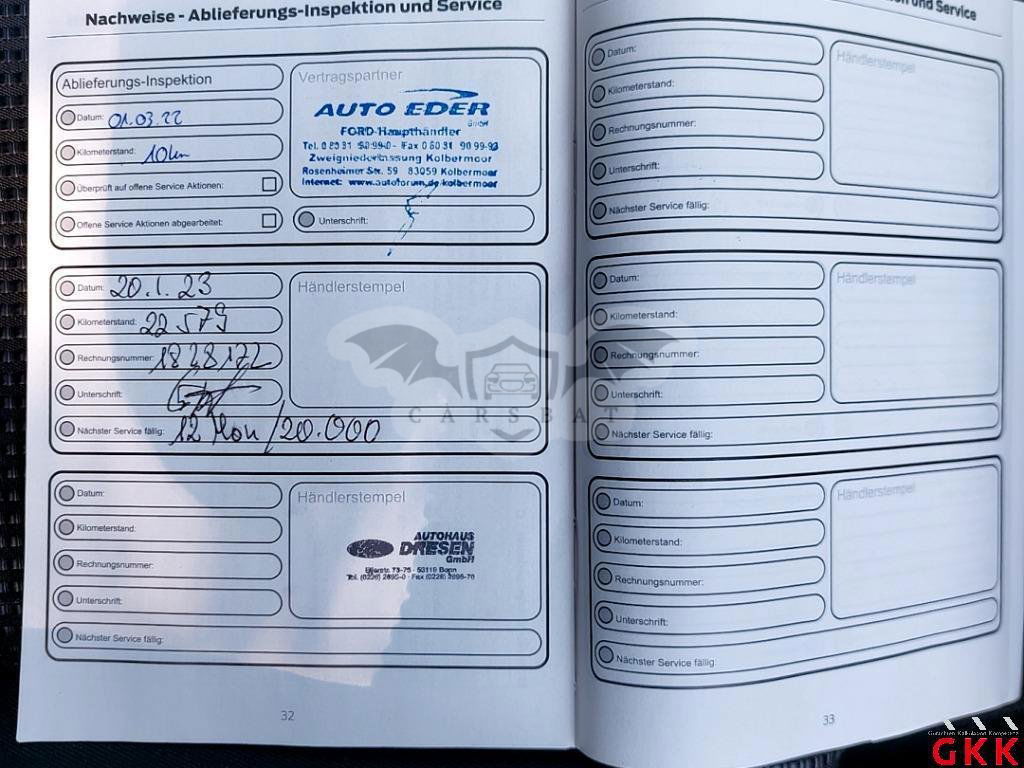 Nachweise - Ablieferungs-Inspektion und Service
Ablieferungs-Inspektion
Datum: 01.03.22
Kilometerstand: 10km
Überprüft auf offene Service Aktionen:
Offene Service Aktionen abgearbeitet:
Vertragspartner
AUTO EDER
GmbH
FORD-Haupthändler
Zweigniederlassung Kolbermoor
Rosenheimer Str. 59 83059 Kolbermoor
Internet: www.autoforum.de/kolbermoor
Unterschrift:
Datum: 20.1.23
Kilometerstand: 22 579
Rechnungsnummer: 1828172
Unterschrift:
Nächster Service fällig: 12 Mon/20.000
Händlerstempel
Datum:
Kilometerstand:
Rechnungsnummer:
Unterschrift:
Nächster Service fällig:
Händlerstempel
AUTOHAUS
DRESEN
GmbH
32
und Service
Datum:
Kilometerstand:
Rechnungsnummer:
Unterschrift:
Nächster Service fällig:
Händlerstempel
Datum:
Kilometerstand:
Rechnungsnummer:
Unterschrift:
Nächster Service fällig:
Händlerstempel
Datum:
Kilometerstand:
Rechnungsnummer:
Unterschrift:
Nächster Service fällig:
Händlerstempel
33
CARSBAT
GKK